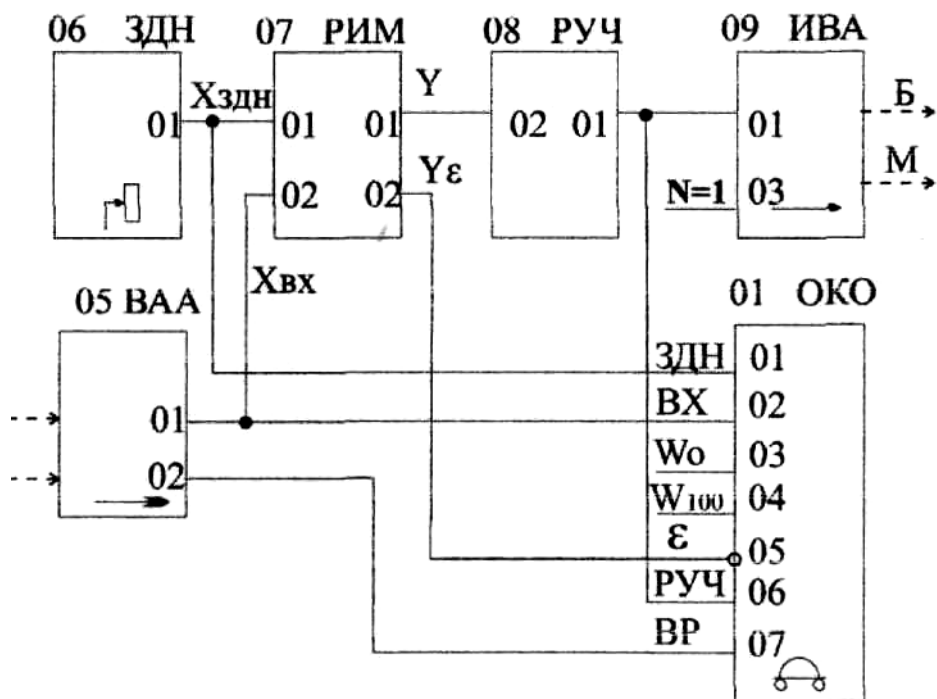 06 ЗДН
07 РИМ
08 РУЧ
09 ИВА
Xздн
Y
Б
01
01
01
02
01
01
Yε
М
02
02
N=1
03
Xвх
05 ВАА
01 ОКО
ЗДН
01
ВХ
02
01
Wo
03
02
W100
04
ε
05
РУЧ
06
ВР
07